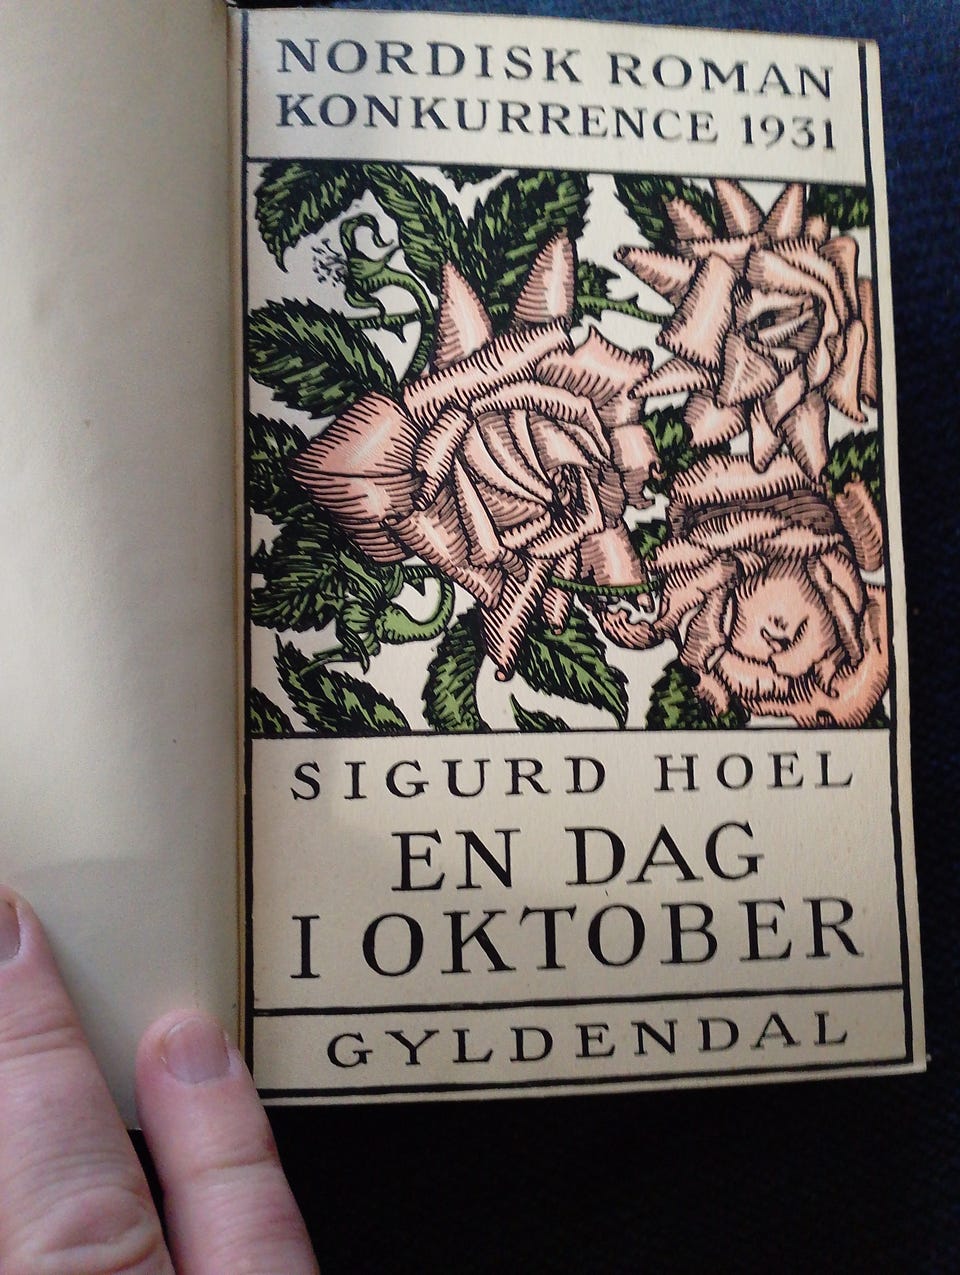 NORDISK ROMAN
KONKURRENCE 1931
SIGURD HOEL
EN DAG
I OKTOBER
GYLDENDAL